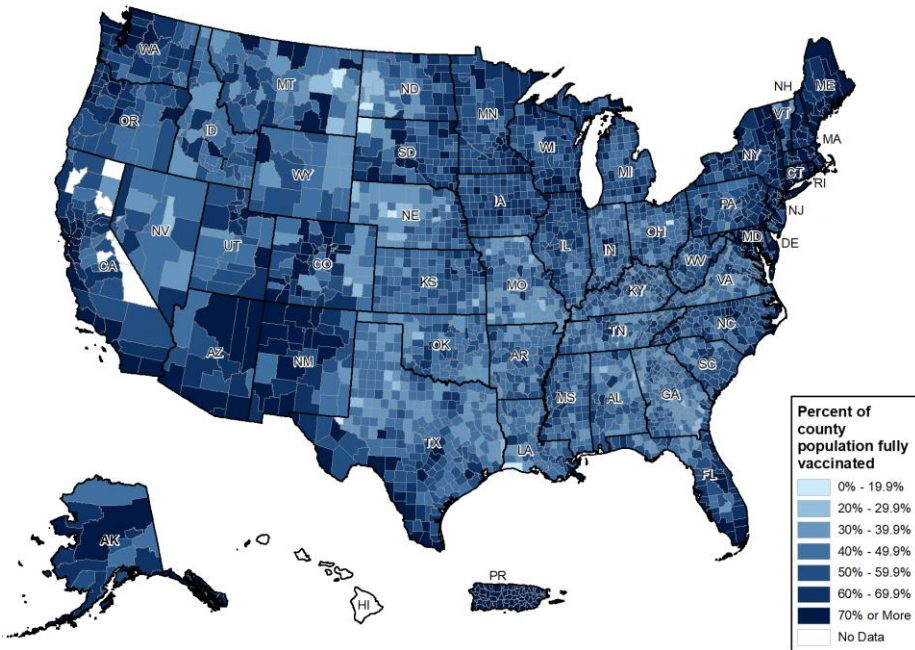 WA
MT
ND
MN
NH
ME
VT
OR
ID
SD
WI
MI
NY
MA
CT
RI
WY
IA
PA
NJ
NE
OH
MD
DE
NV
UT
IL
IN
WV
CA
CO
KS
MO
KY
VA
TN
NC
AZ
NM
OK
AR
SC
MS
AL
GA
TX
LA
FL
AK
HI
PR
Percent of
county
population fully
vaccinated
0% - 19.9%
20% - 29.9%
30% - 39.9%
40% - 49.9%
50% - 59.9%
60% - 69.9%
70% or More
No Data